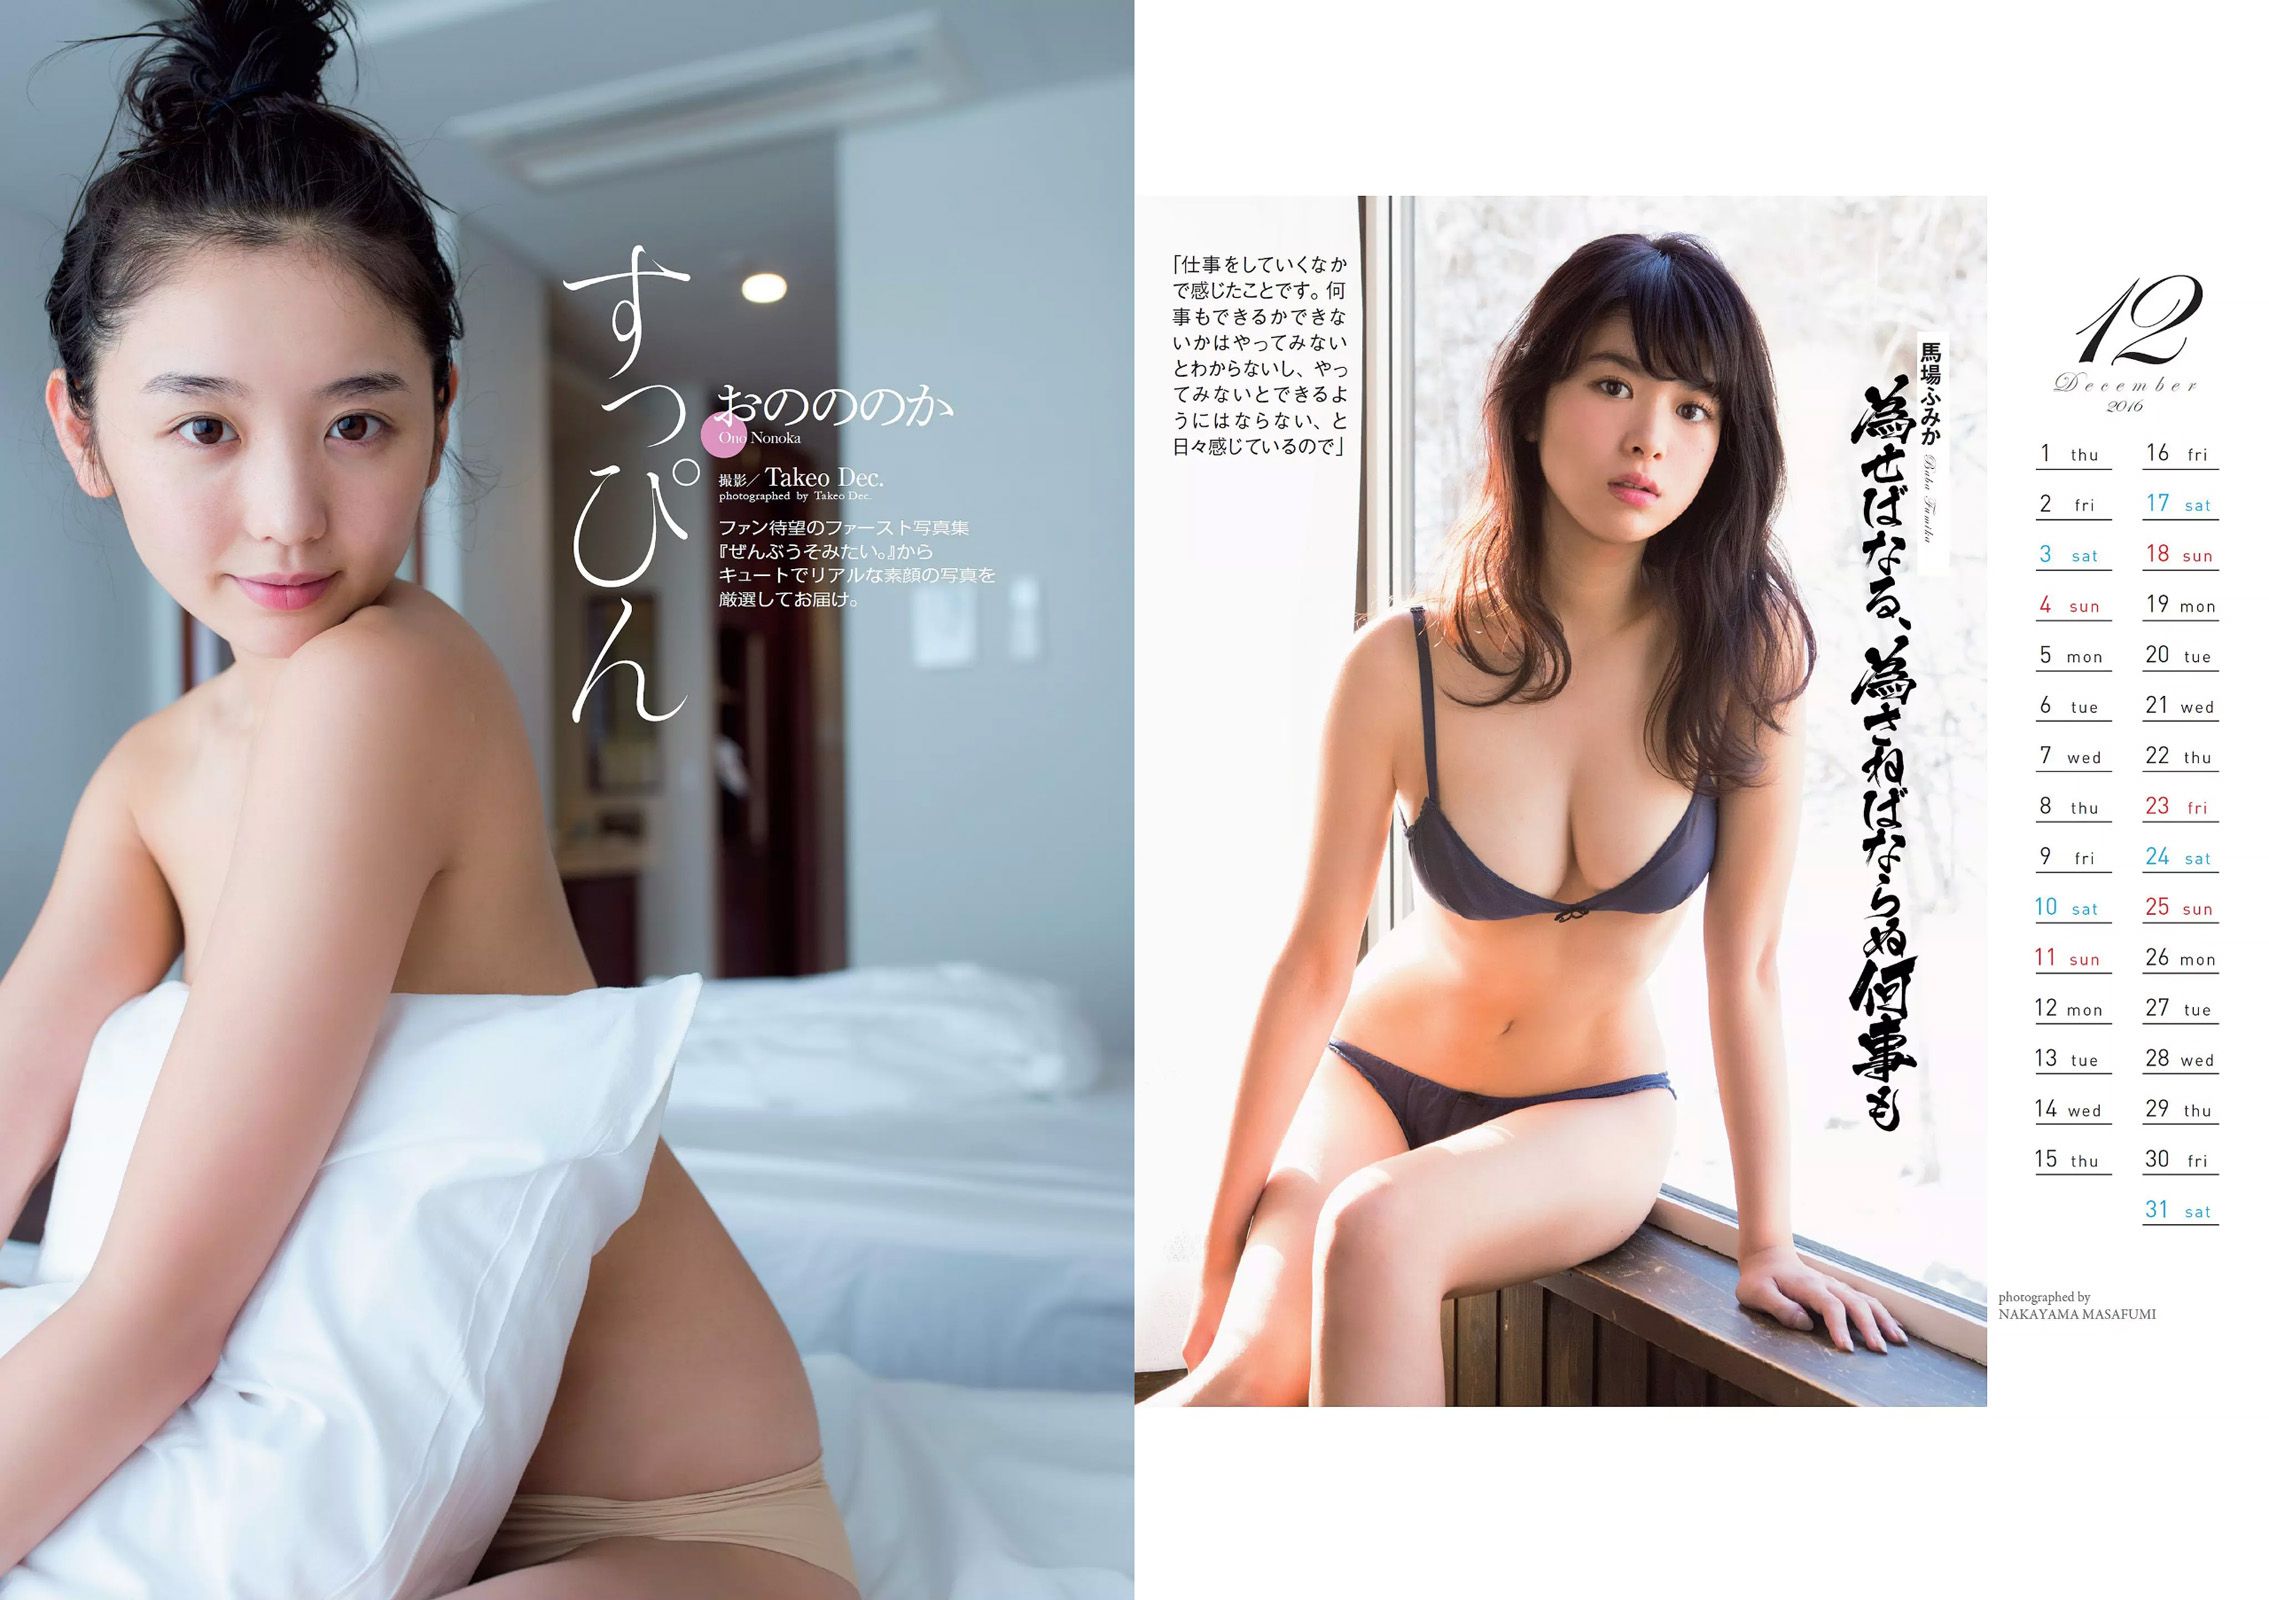 すっぴん
おのののか
Ono Nonoka
撮影／Takeo Dec.
photographed by Takeo Dec.
ファン待望のファースト写真集
『ぜんぶうそみたい。』から
キュートでリアルな素顔の写真を
厳選してお届け。
「仕事をしていくなか
で感じたことです。何
事もできるかできな
いかはやってみない
とわからないし、やっ
てみないとできるよ
うにはならない、と
日々感じているので」
馬場ふみか Baba Fumika
為せばなる、為さねばならぬ何事も
12
December
2016
1 thu
2 fri
3 sat
4 sun
5 mon
6 tue
7 wed
8 thu
9 fri
10 sat
11 sun
12 mon
13 tue
14 wed
15 thu
16 fri
17 sat
18 sun
19 mon
20 tue
21 wed
22 thu
23 fri
24 sat
25 sun
26 mon
27 tue
28 wed
29 thu
30 fri
31 sat
photographed by
NAKAYAMA MASAFUMI